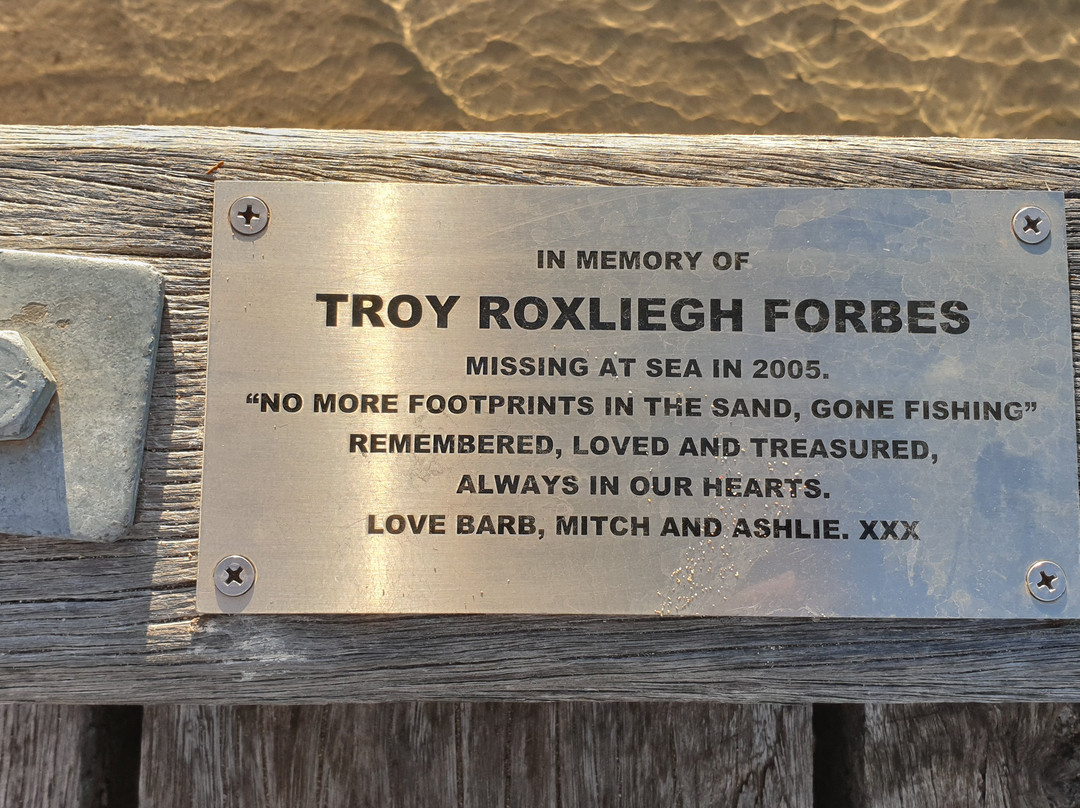 IN MEMORY OF
TROY ROXLIEGH FORBES
MISSING AT SEA IN 2005.
“NO MORE FOOTPRINTS IN THE SAND, GONE FISHING”
REMEMBERED, LOVED AND TREASURED,
ALWAYS IN OUR HEARTS.
LOVE BARB, MITCH AND ASHLIE. XXX